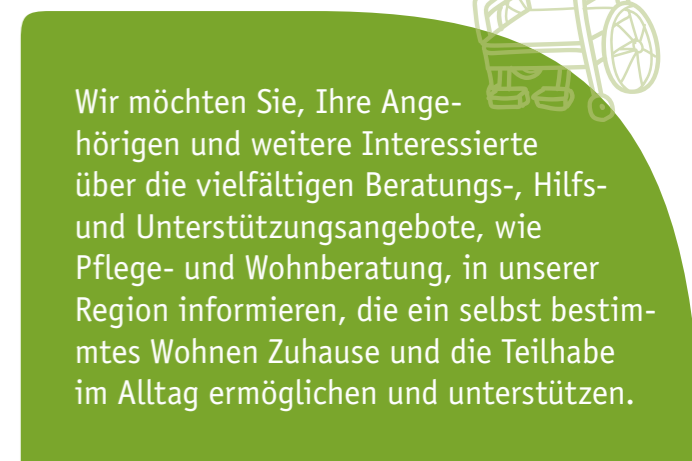 Wir möchten Sie, Ihre Ange-
hörigen und weitere Interessierte
über die vielfältigen Beratungs-, Hilfs-
und Unterstützungsangebote, wie
Pflege- und Wohnberatung, in unserer
Region informieren, die ein selbst bestim-
mtes Wohnen Zuhause und die Teilhabe
im Alltag ermöglichen und unterstützen.